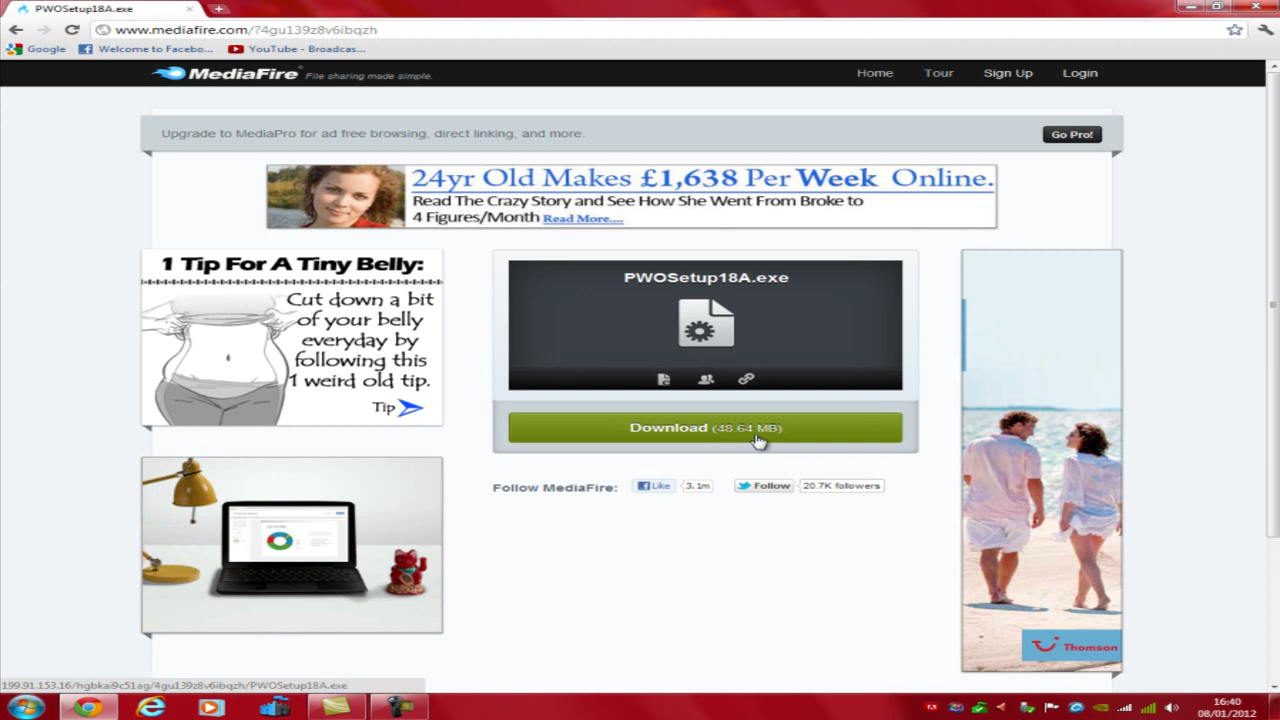 PWOSetup18A.exe
www.mediafire.com/?4gu139z8v6ibqzh
Google Welcome to Facebo... YouTube - Broadcas...
MediaFire File sharing made simple. Home Tour Sign Up Login
Upgrade to MediaPro for ad free browsing, direct linking, and more. Go Pro!
24yr Old Makes £1,638 Per Week Online.
Read The Crazy Story and See How She Went From Broke to
4 Figures/Month Read More....
1 Tip For A Tiny Belly:
Cut down a bit
of your belly
everyday by
following this
1 weird old tip.
Tip
PWOSetup18A.exe
Download (48.64 MB)
Follow MediaFire: Like 3.1m Follow 20.7K followers
Thomson
199.91.153.16/hgbkai9c51ag/4gu139z8v6ibqzh/PWOSetup18A.exe
16:40
08/01/2012